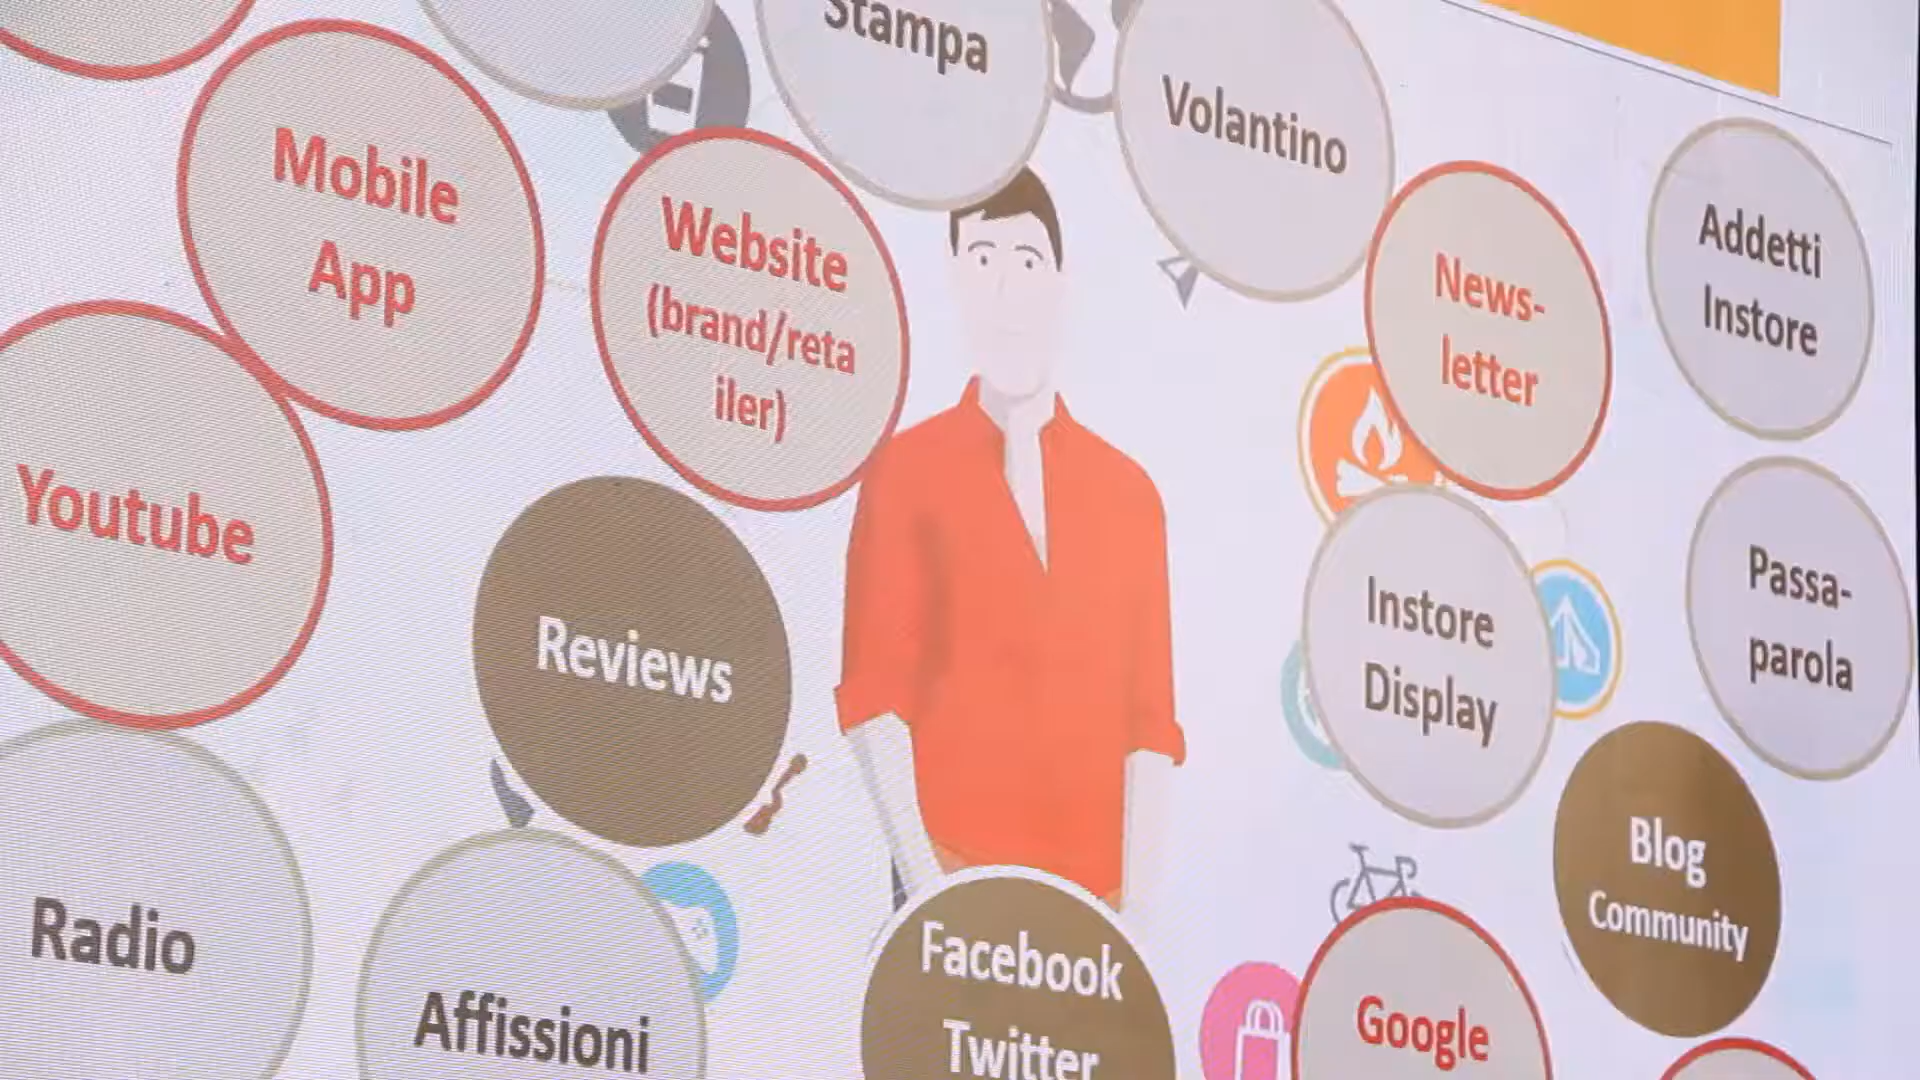 Stampa
Volantino
Mobile
App
Website
(brand/reta
iler)
News-
letter
Addetti
Instore
Youtube
Reviews
Instore
Display
Passa-
parola
Blog
Community
Radio
Affissioni
Facebook
Twitter
Google